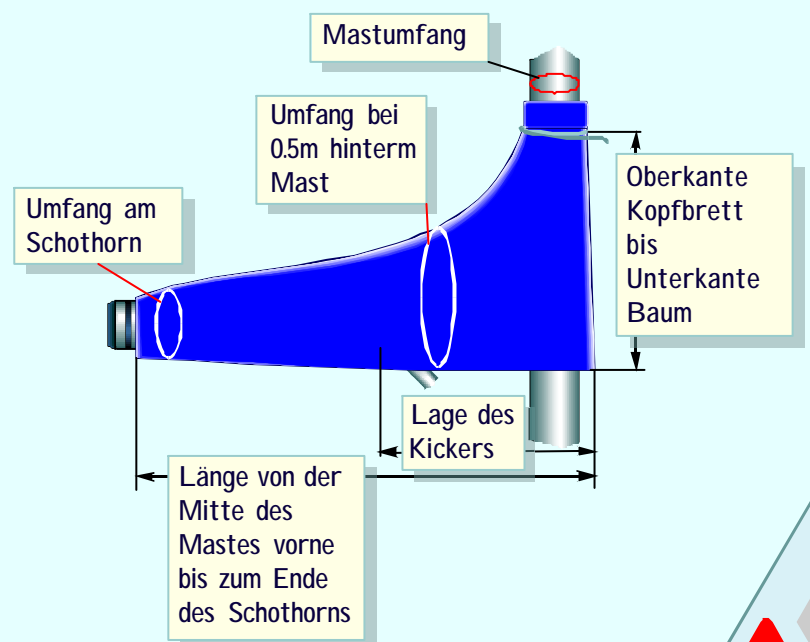 Mastumfang
Umfang bei
0.5m hinterm
Mast
Umfang am
Schothorn
Oberkante
Kopfbrett
bis
Unterkante
Baum
Lage des
Kickers
Länge von der
Mitte des
Mastes vorne
bis zum Ende
des Schothorns